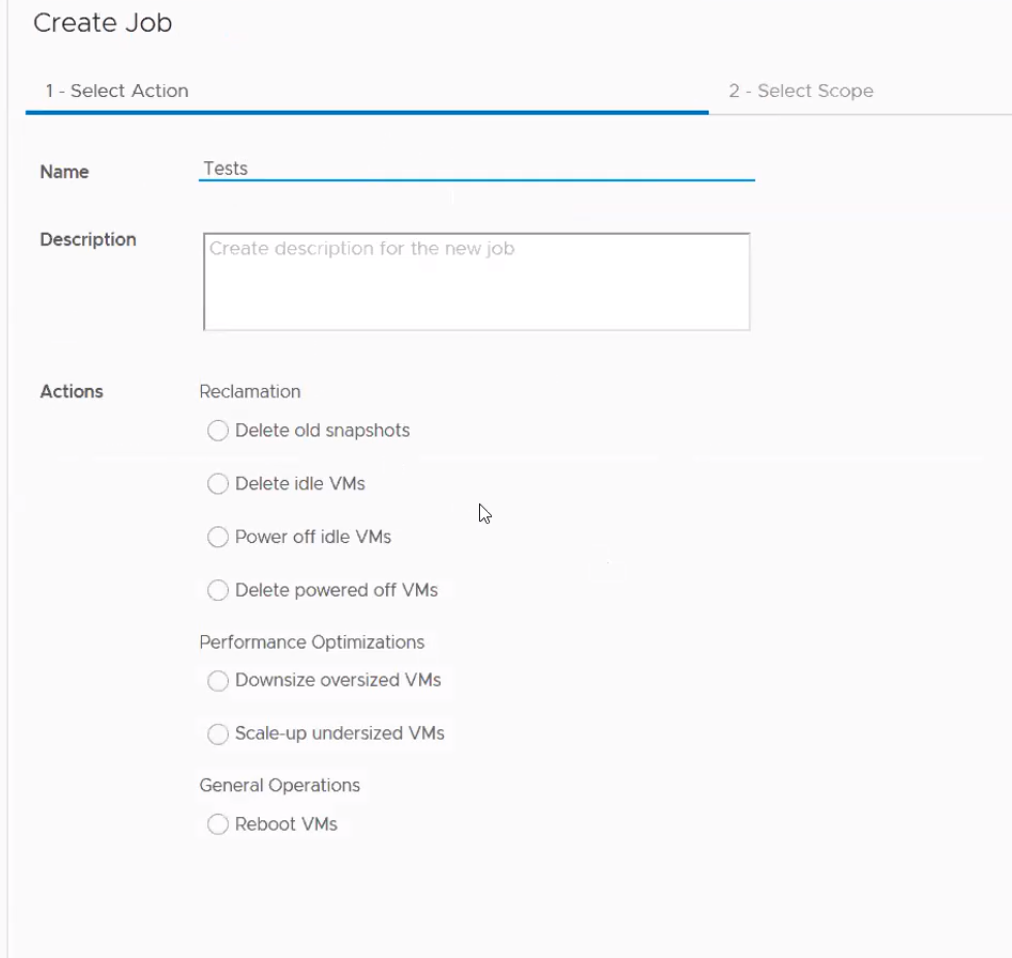 Create Job
1 - Select Action
2 - Select Scope
Name
Tests
Description
Create description for the new job
Actions
Reclamation
Delete old snapshots
Delete idle VMs
Power off idle VMs
Delete powered off VMs
Performance Optimizations
Downsize oversized VMs
Scale-up undersized VMs
General Operations
Reboot VMs